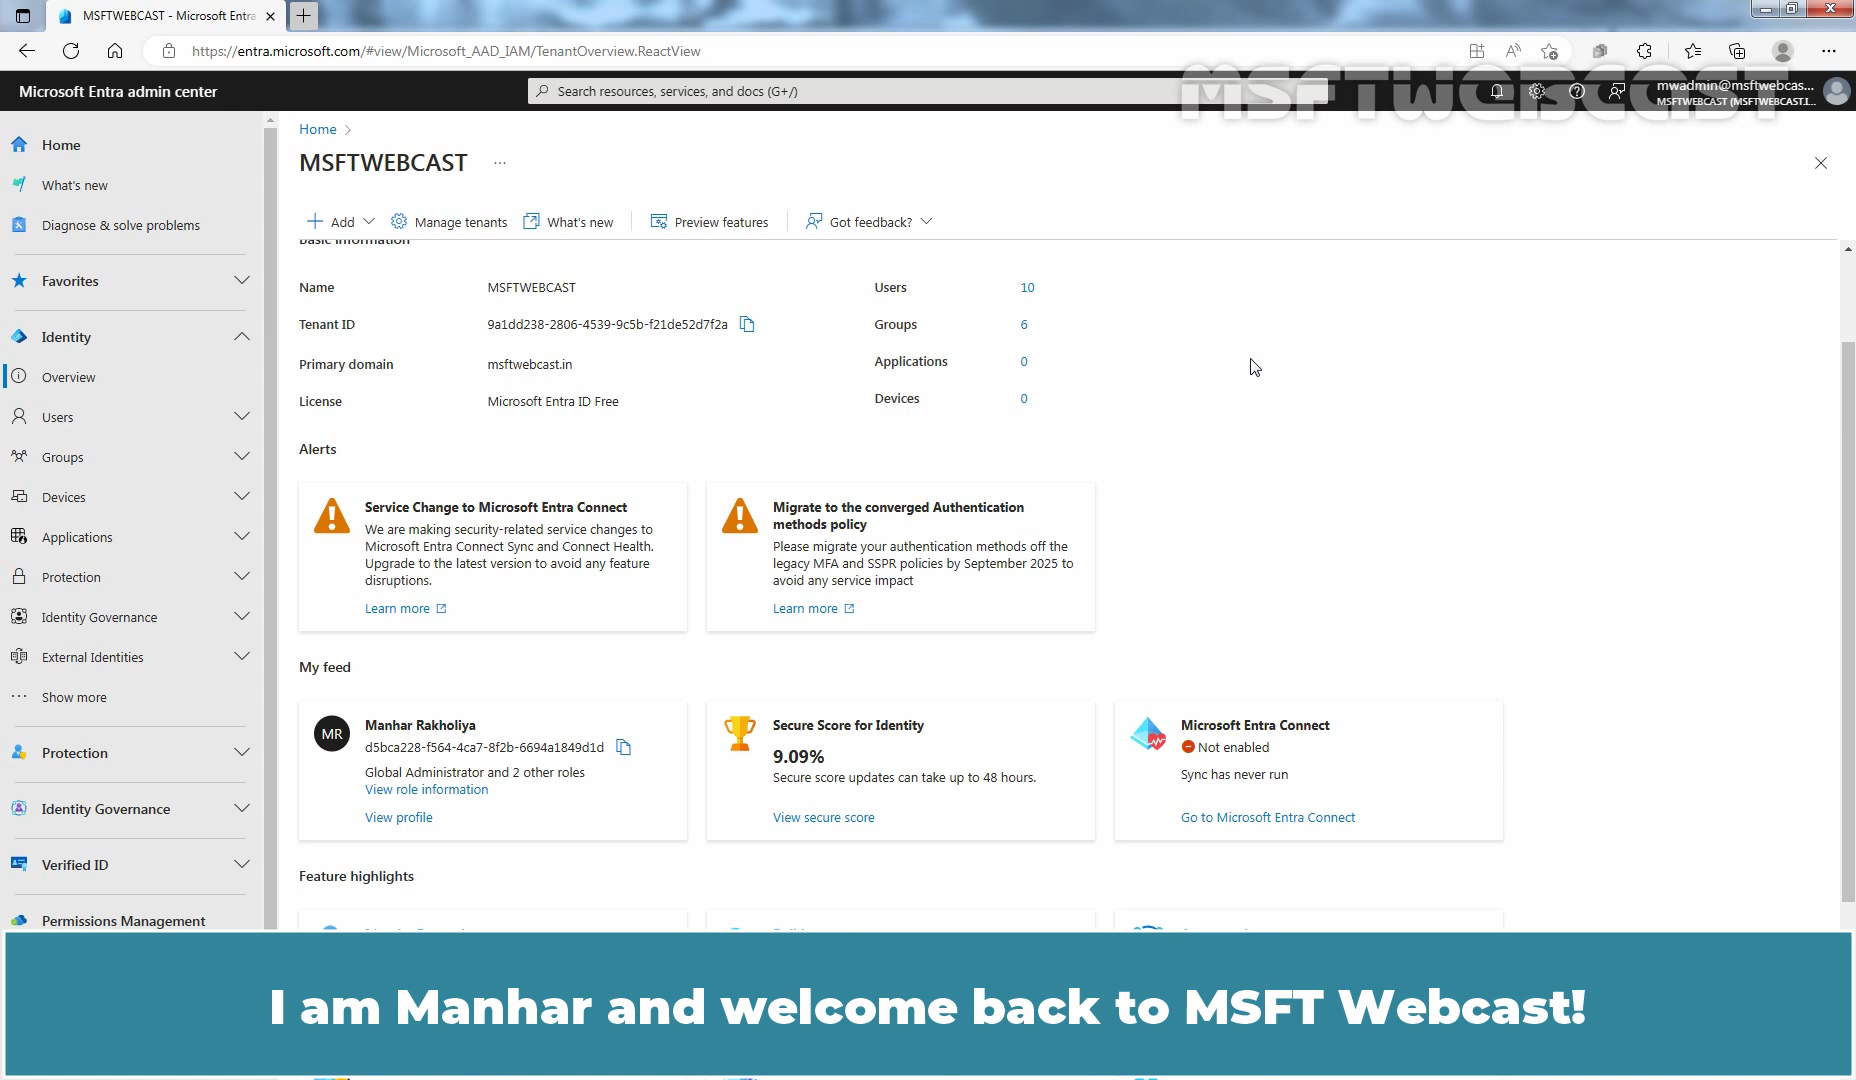 MSFTWEBCAST - Microsoft Entra
https://entra.microsoft.com/#view/Microsoft_AAD_IAM/TenantOverview.ReactView
MSFTWEBCAST
Microsoft Entra admin center
Search resources, services, and docs (G+/)
mwadmin@msftwebcas...
MSFTWEBCAST (MSFTWEBCAST.I...
Home
What's new
Diagnose & solve problems
Favorites
Identity
Overview
Users
Groups
Devices
Applications
Protection
Identity Governance
External Identities
Show more
Protection
Identity Governance
Verified ID
Permissions Management
Home
MSFTWEBCAST
Add
Manage tenants
What's new
Preview features
Got feedback?
Basic information
Name MSFTWEBCAST
Tenant ID 9a1dd238-2806-4539-9c5b-f21de52d7f2a
Primary domain msftwebcast.in
License Microsoft Entra ID Free
Users 10
Groups 6
Applications 0
Devices 0
Alerts
Service Change to Microsoft Entra Connect
We are making security-related service changes to
Microsoft Entra Connect Sync and Connect Health.
Upgrade to the latest version to avoid any feature
disruptions.
Learn more
Migrate to the converged Authentication
methods policy
Please migrate your authentication methods off the
legacy MFA and SSPR policies by September 2025 to
avoid any service impact
Learn more
My feed
MR
Manhar Rakholiya
d5bca228-f564-4ca7-8f2b-6694a1849d1d
Global Administrator and 2 other roles
View role information
View profile
Secure Score for Identity
9.09%
Secure score updates can take up to 48 hours.
View secure score
Microsoft Entra Connect
Not enabled
Sync has never run
Go to Microsoft Entra Connect
Feature highlights
I am Manhar and welcome back to MSFT Webcast!